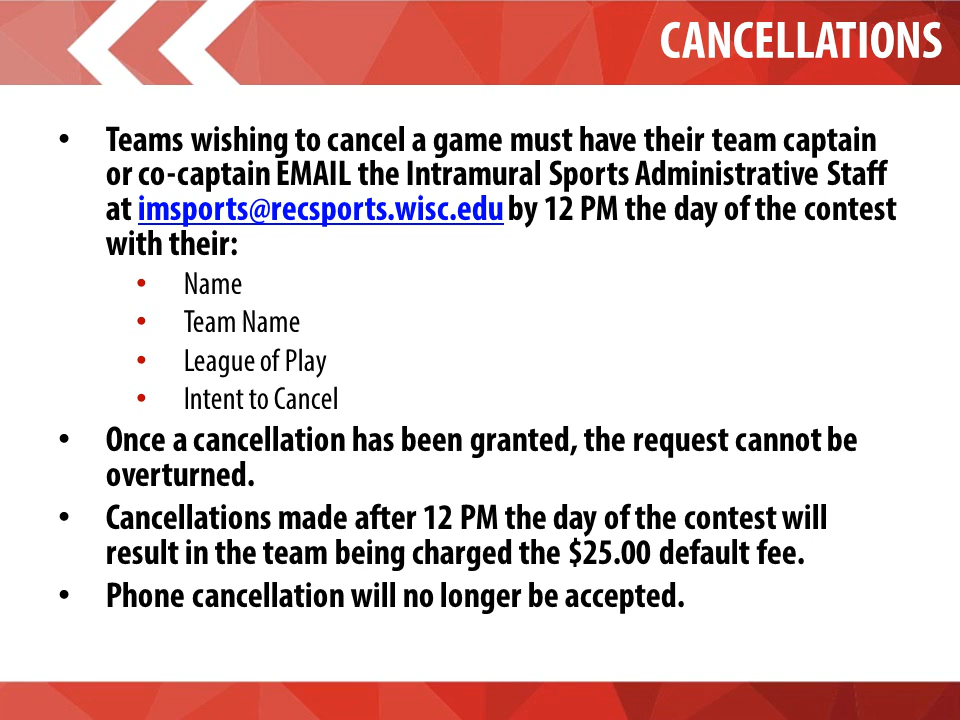 CANCELLATIONS
• Teams wishing to cancel a game must have their team captain
or co-captain EMAIL the Intramural Sports Administrative Staff
at imsports@recsports.wisc.edu by 12 PM the day of the contest
with their:
• Name
• Team Name
• League of Play
• Intent to Cancel
• Once a cancellation has been granted, the request cannot be
overturned.
• Cancellations made after 12 PM the day of the contest will
result in the team being charged the $25.00 default fee.
• Phone cancellation will no longer be accepted.